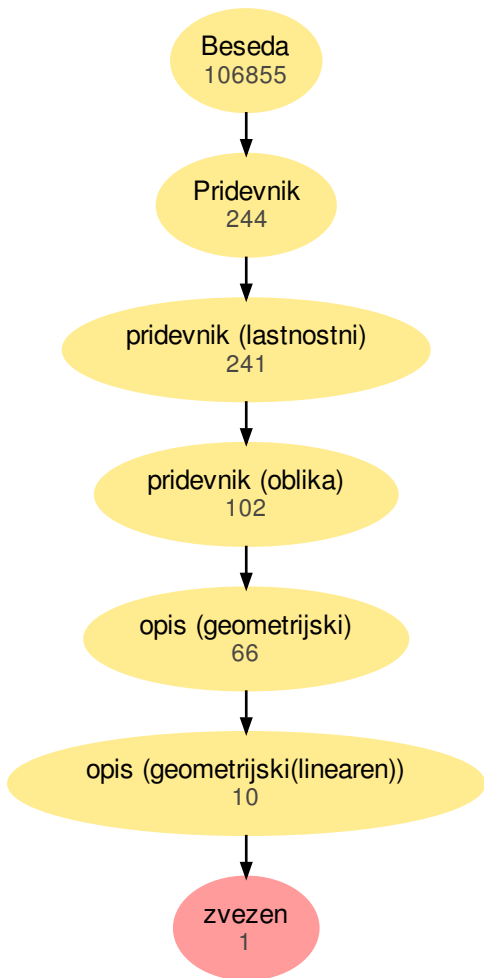 Beseda
106855
Pridevnik
244
pridevnik (lastnostni)
241
pridevnik (oblika)
102
opis (geometrijski)
66
opis (geometrijski(linearen))
10
zvezen
1